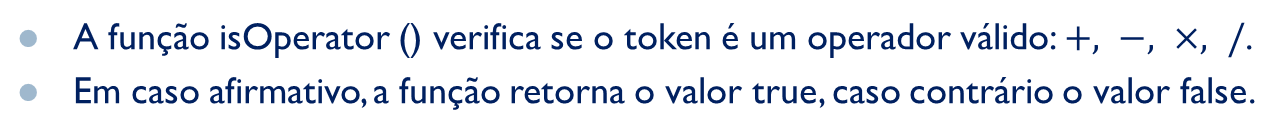 ● A função isOperator () verifica se o token é um operador válido: +, −, ×, /.
● Em caso afirmativo, a função retorna o valor true, caso contrário o valor false.